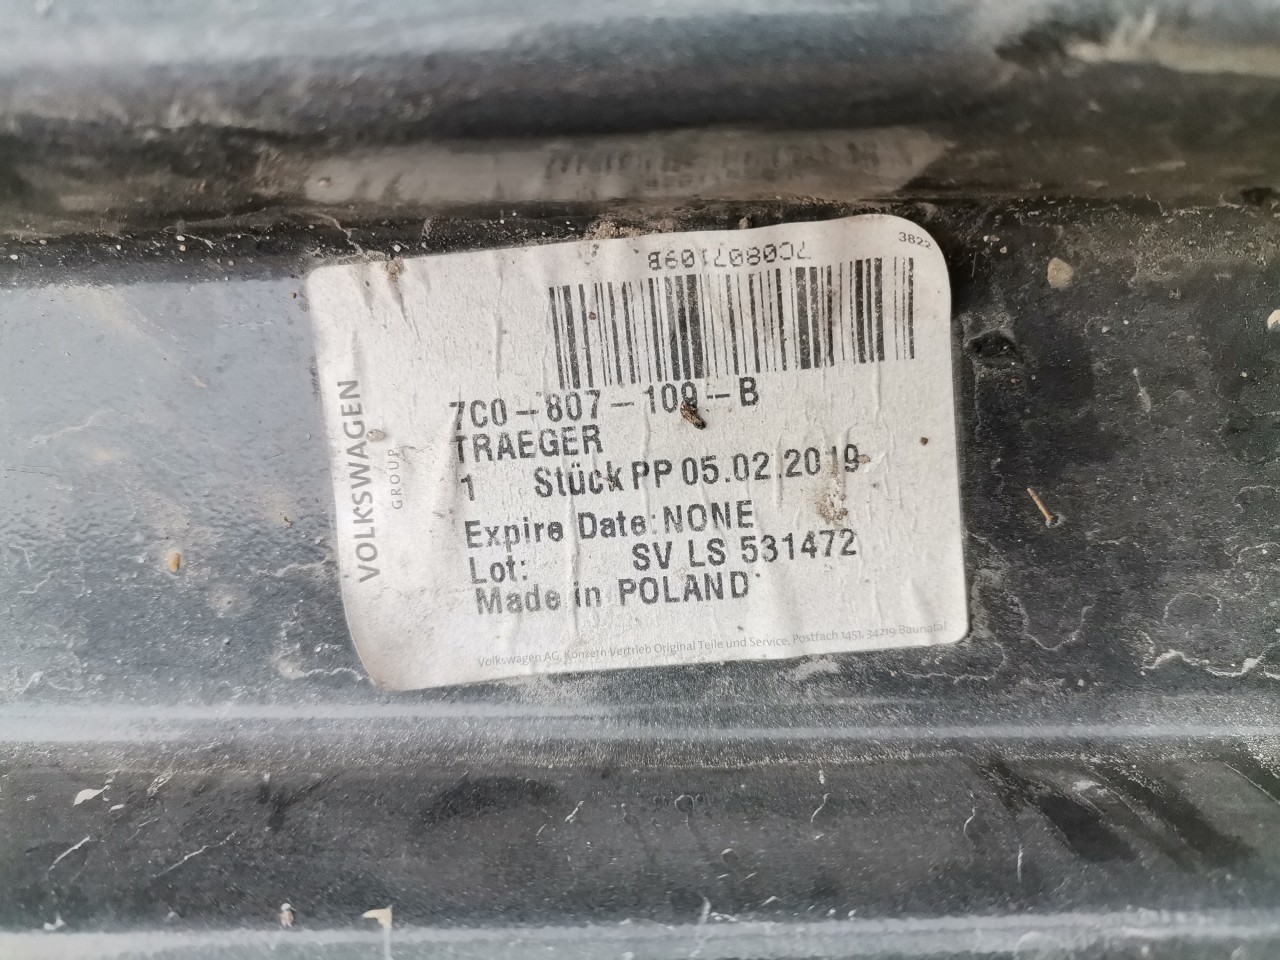 3822
7C0807109B
7C0-807-109-B
TRAEGER
1 Stück PP 05.02.2019
Expire Date: NONE
Lot: SV LS 531472
Made in POLAND
Volkswagen AG, Konzern Vertrieb Original Teile und Service, Postfach 1451, 34219 Baunatal
VOLKSWAGEN
GROUP